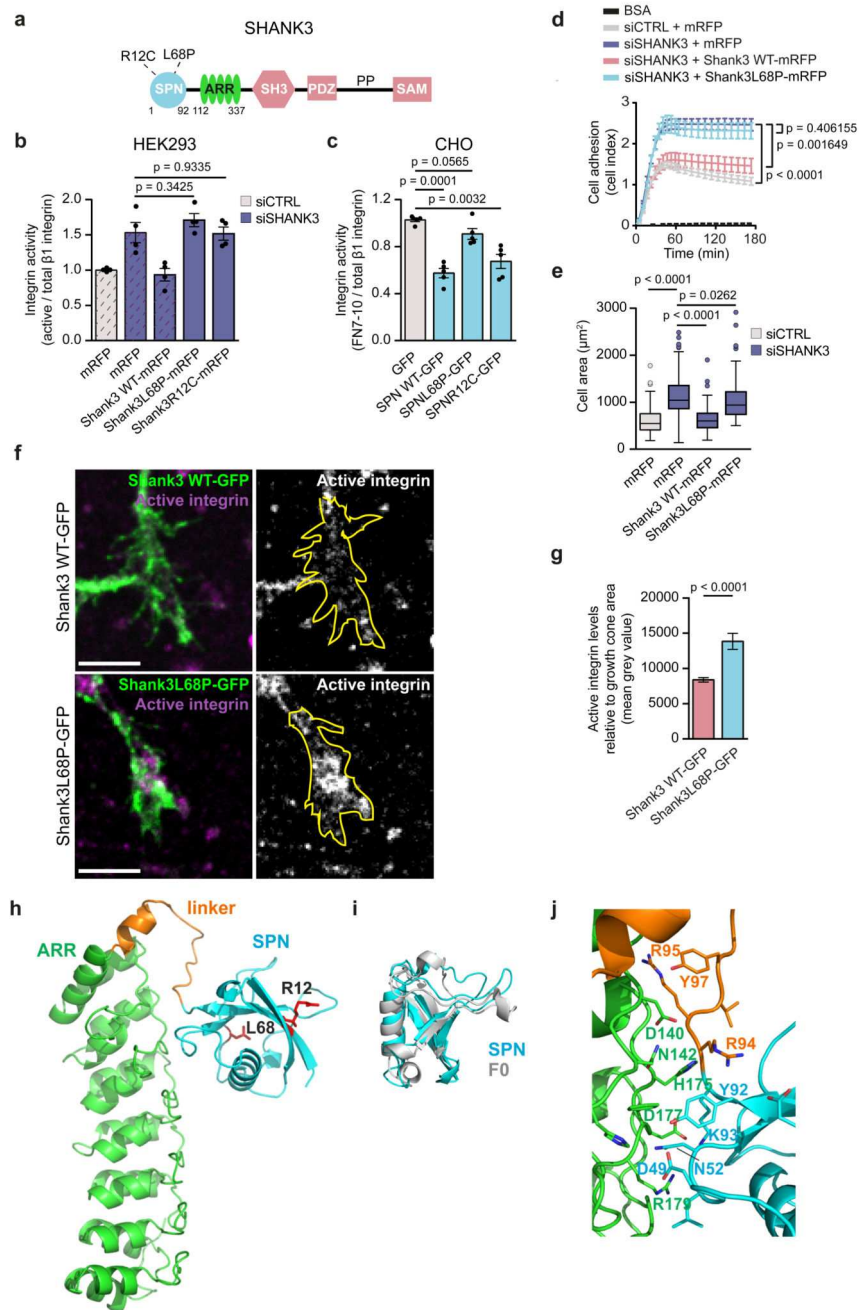 a
SHANK3
R12C
L68P
SPN
ARR
SH3
PDZ
PP
SAM
1
92
112
337
b
HEK293
p = 0.9335
p = 0.3425
siCTRL
siSHANK3
Integrin activity
(active / total β1 integrin)
2.0
1.5
1.0
0.5
0.0
mRFP
mRFP
Shank3 WT-mRFP
Shank3L68P-mRFP
Shank3R12C-mRFP
c
CHO
p = 0.0565
p = 0.0001
p = 0.0032
Integrin activity
(FN7-10 / total β1 integrin)
1.2
0.9
0.6
0.3
0.0
GFP
SPN WT-GFP
SPNL68P-GFP
SPNR12C-GFP
d
BSA
siCTRL + mRFP
siSHANK3 + mRFP
siSHANK3 + Shank3 WT-mRFP
siSHANK3 + Shank3L68P-mRFP
Cell adhesion
(cell index)
3
2
1
0
0
60
120
180
Time (min)
p = 0.406155
p = 0.001649
p < 0.0001
e
p < 0.0001
p = 0.0262
p < 0.0001
siCTRL
siSHANK3
Cell area (µm²)
3000
2000
1000
0
mRFP
mRFP
Shank3 WT-mRFP
Shank3L68P-mRFP
f
Shank3 WT-GFP
Shank3 WT-GFP
Active integrin
Active integrin
Shank3L68P-GFP
Shank3L68P-GFP
Active integrin
Active integrin
g
p < 0.0001
Active integrin levels
relative to growth cone area
(mean grey value)
20000
15000
10000
5000
0
Shank3 WT-GFP
Shank3L68P-GFP
h
linker
ARR
SPN
R12
L68
i
SPN
F0
j
R95
Y97
D140
N142
R94
H175
Y92
D177
K93
D49
N52
R179